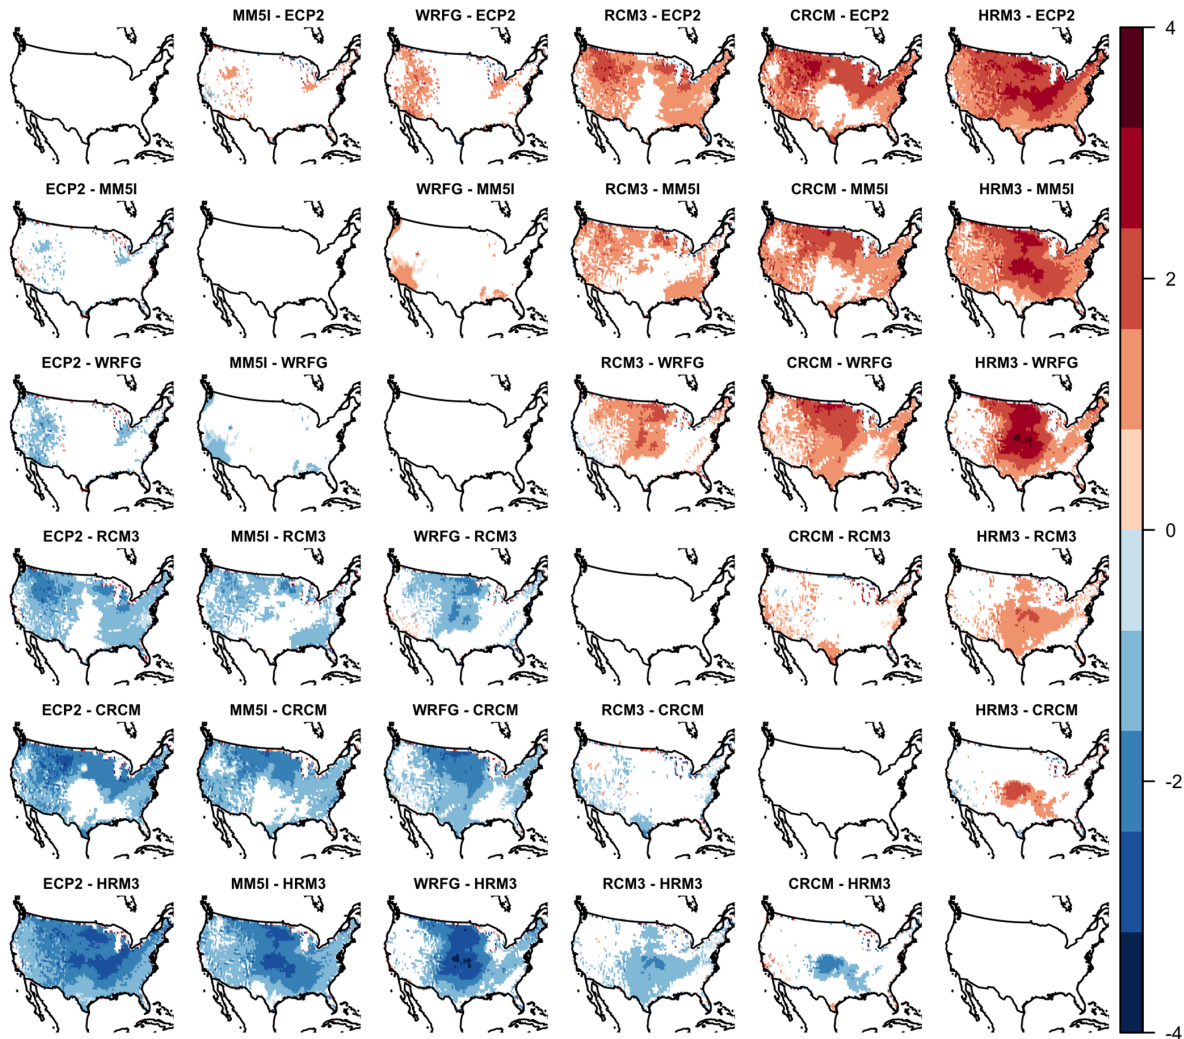 MM5I - ECP2
WRFG - ECP2
RCM3 - ECP2
CRCM - ECP2
HRM3 - ECP2
ECP2 - MM5I
WRFG - MM5I
RCM3 - MM5I
CRCM - MM5I
HRM3 - MM5I
ECP2 - WRFG
MM5I - WRFG
RCM3 - WRFG
CRCM - WRFG
HRM3 - WRFG
ECP2 - RCM3
MM5I - RCM3
WRFG - RCM3
CRCM - RCM3
HRM3 - RCM3
ECP2 - CRCM
MM5I - CRCM
WRFG - CRCM
RCM3 - CRCM
HRM3 - CRCM
ECP2 - HRM3
MM5I - HRM3
WRFG - HRM3
RCM3 - HRM3
CRCM - HRM3
4
2
0
-2
-4